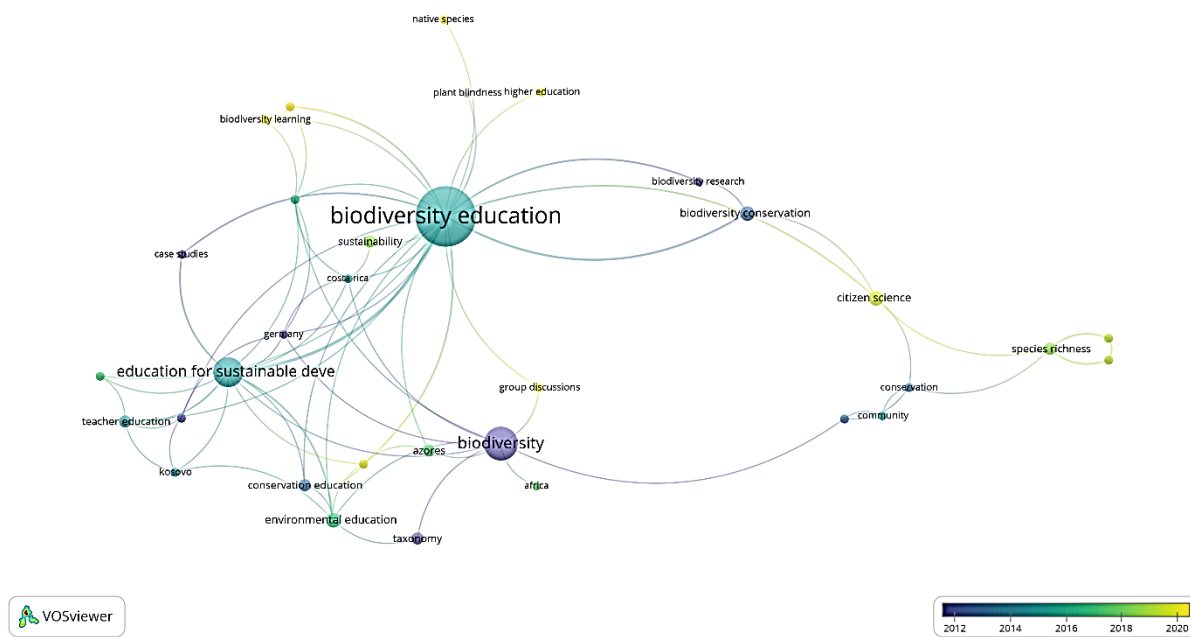 native species
plant blindness higher education
biodiversity learning
biodiversity research
biodiversity education
biodiversity conservation
sustainability
case studies
costa rica
citizen science
germany
species richness
education for sustainable deve
group discussions
conservation
teacher education
community
biodiversity
azores
kosovo
conservation education
africa
environmental education
taxonomy
VOSviewer
2012 2014 2016 2018 2020